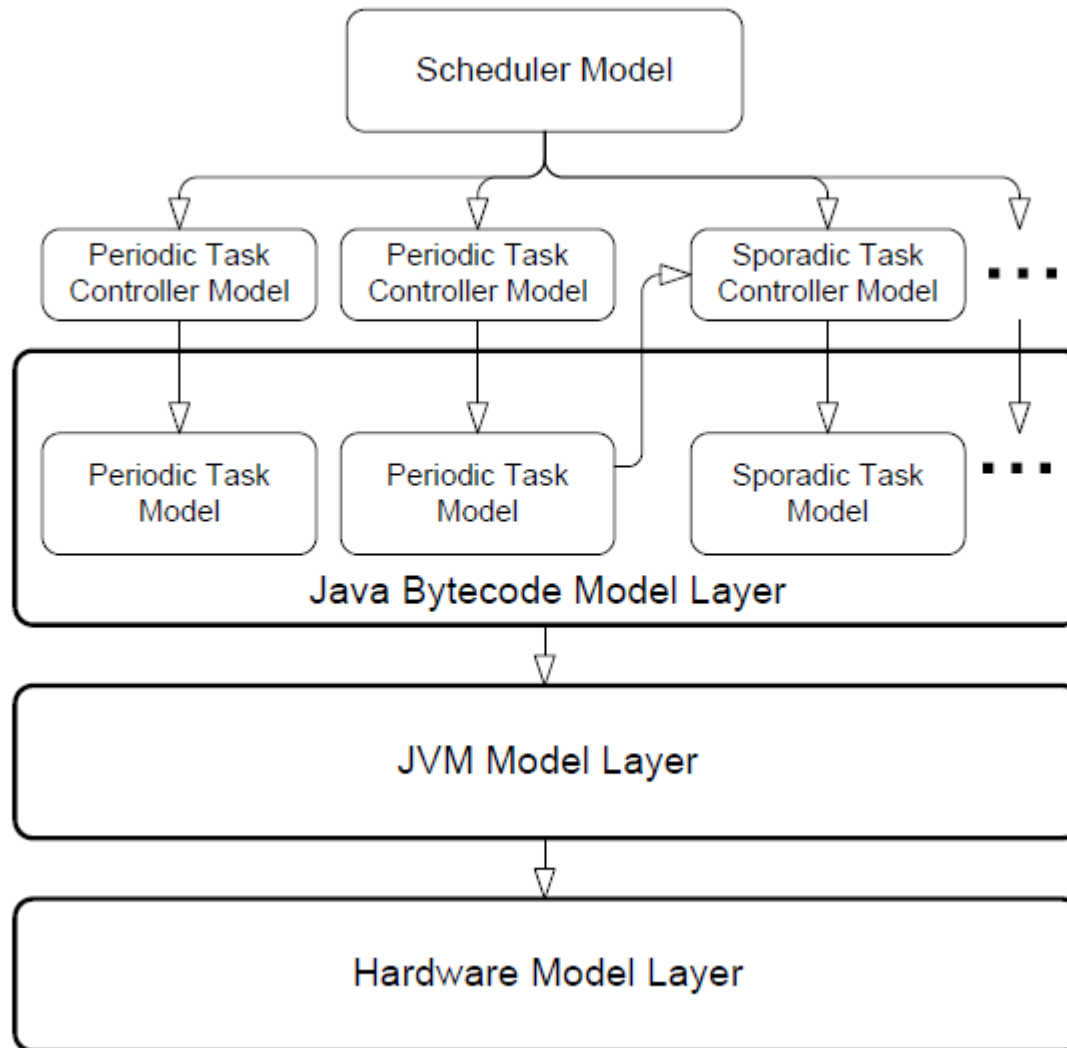 Scheduler Model
Periodic Task
Controller Model
Periodic Task
Controller Model
Sporadic Task
Controller Model
...
Periodic Task
Model
Periodic Task
Model
Sporadic Task
Model
...
Java Bytecode Model Layer
JVM Model Layer
Hardware Model Layer